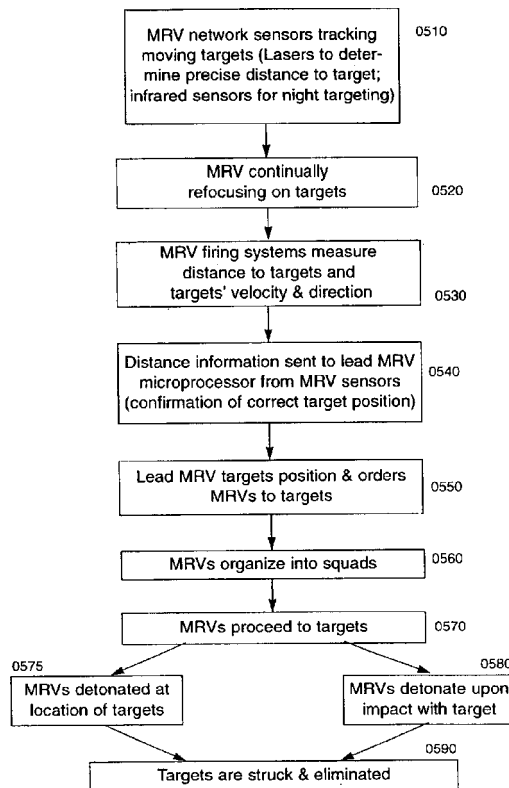 MRV network sensors tracking
moving targets (Lasers to deter-
mine precise distance to target;
infrared sensors for night targeting)
0510
MRV continually
refocusing on targets
0520
MRV firing systems measure
distance to targets and
targets' velocity & direction
0530
Distance information sent to lead MRV
microprocessor from MRV sensors
(confirmation of correct target position)
0540
Lead MRV targets position & orders
MRVs to targets
0550
MRVs organize into squads
0560
MRVs proceed to targets
0570
0575
MRVs detonated at
location of targets
0580
MRVs detonate upon
impact with target
0590
Targets are struck & eliminated